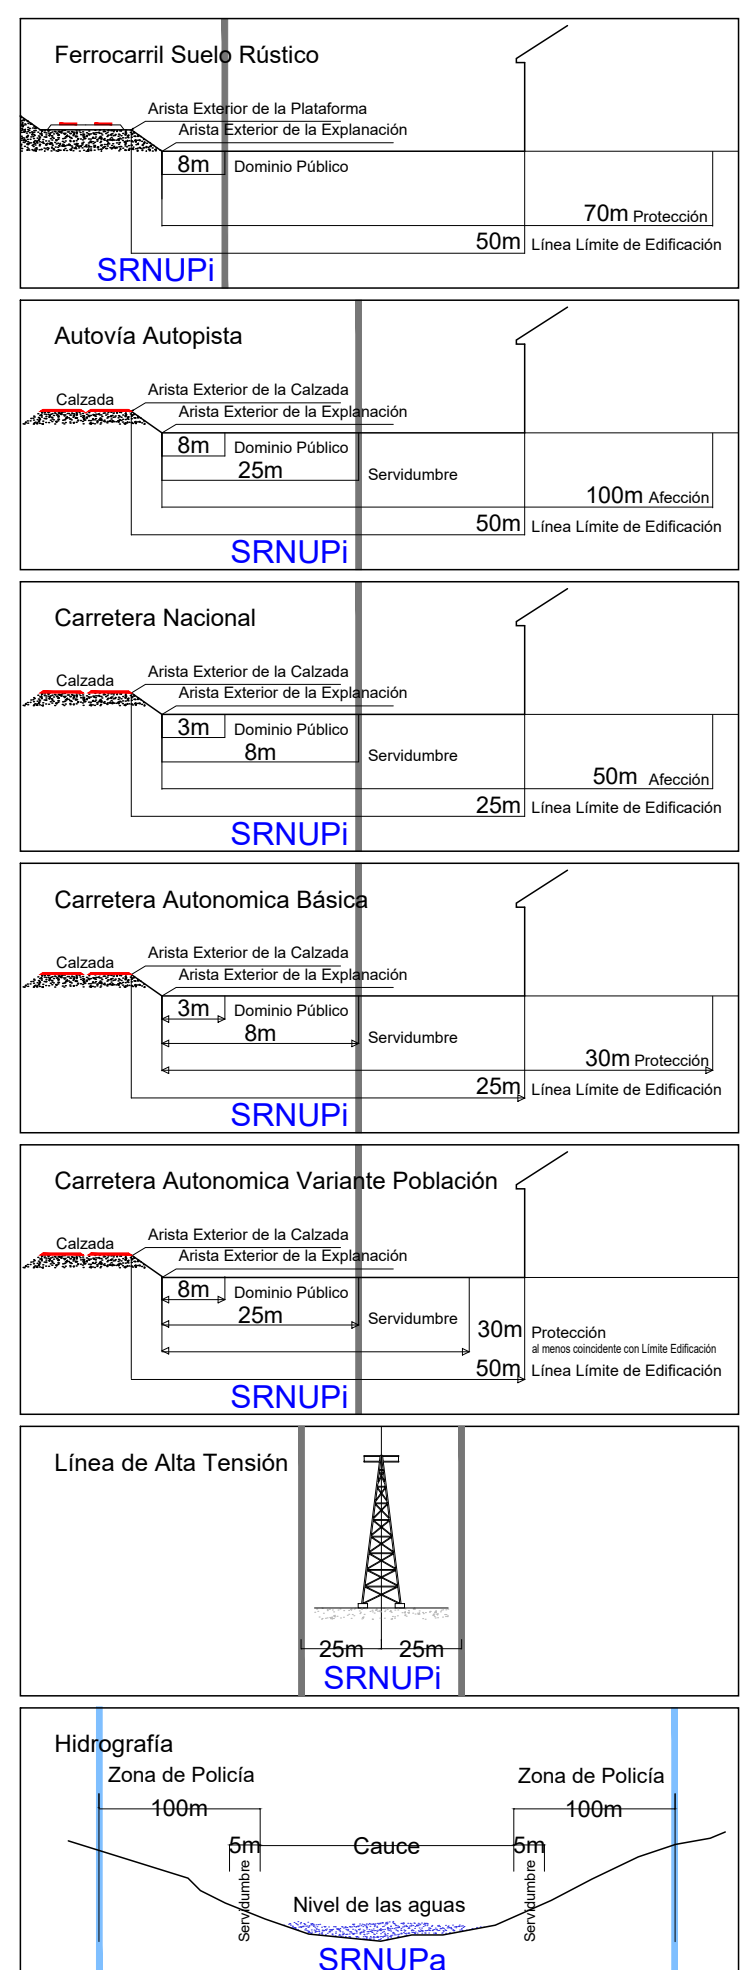 Ferrocarril Suelo Rústico
Arista Exterior de la Plataforma
Arista Exterior de la Explanación
8m Dominio Público
70m Protección
50m Línea Límite de Edificación
SRNUPi
Autovía Autopista
Calzada
Arista Exterior de la Calzada
Arista Exterior de la Explanación
8m Dominio Público
25m Servidumbre
100m Afección
50m Línea Límite de Edificación
SRNUPi
Carretera Nacional
Calzada
Arista Exterior de la Calzada
Arista Exterior de la Explanación
3m Dominio Público
8m Servidumbre
50m Afección
25m Línea Límite de Edificación
SRNUPi
Carretera Autonomica Básica
Calzada
Arista Exterior de la Calzada
Arista Exterior de la Explanación
3m Dominio Público
8m Servidumbre
30m Protección
25m Línea Límite de Edificación
SRNUPi
Carretera Autonomica Variante Población
Calzada
Arista Exterior de la Calzada
Arista Exterior de la Explanación
8m Dominio Público
25m Servidumbre
30m Protección
al menos coincidente con Límite Edificación
50m Línea Límite de Edificación
SRNUPi
Línea de Alta Tensión
25m 25m
SRNUPi
Hidrografía
Zona de Policía Zona de Policía
100m 100m
5m Cauce 5m
Servidumbre Servidumbre
Nivel de las aguas
SRNUPa